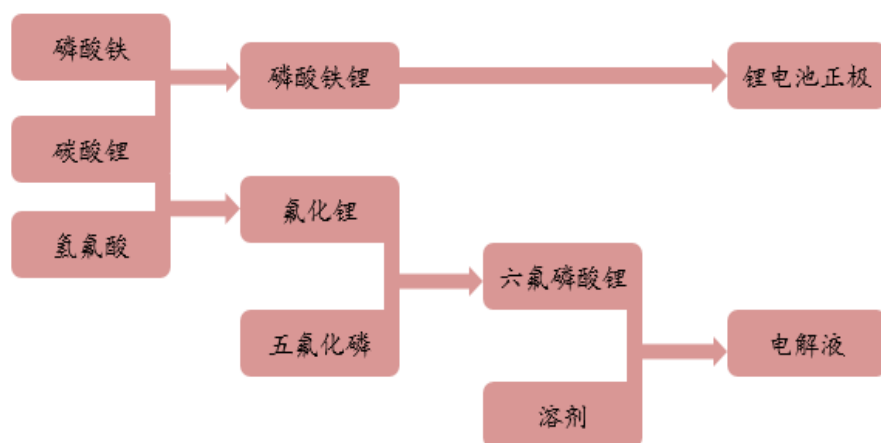 磷酸铁
磷酸铁锂
锂电池正极
碳酸锂
氟化锂
氢氟酸
六氟磷酸锂
五氟化磷
电解液
溶剂